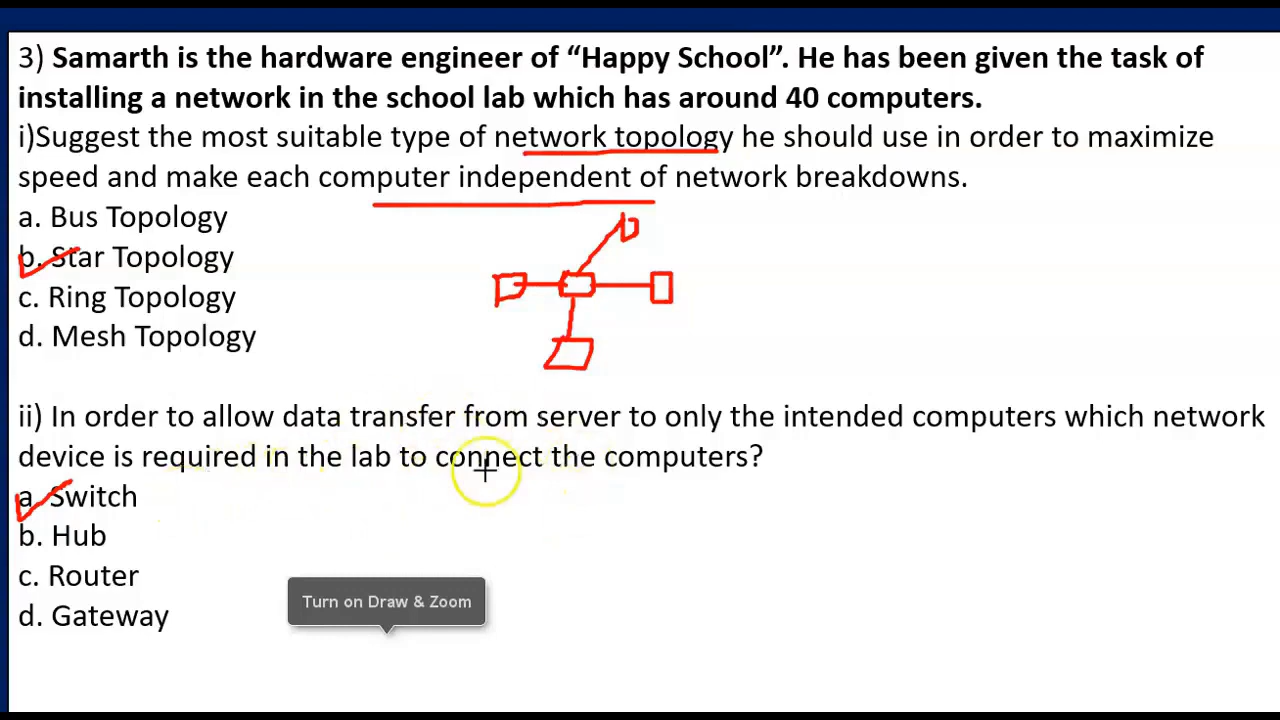 3) Samarth is the hardware engineer of “Happy School”. He has been given the task of
installing a network in the school lab which has around 40 computers.
i)Suggest the most suitable type of network topology he should use in order to maximize
speed and make each computer independent of network breakdowns.
a. Bus Topology
b. Star Topology
c. Ring Topology
d. Mesh Topology
ii) In order to allow data transfer from server to only the intended computers which network
device is required in the lab to connect the computers?
a. Switch
b. Hub
c. Router
d. Gateway
Turn on Draw & Zoom